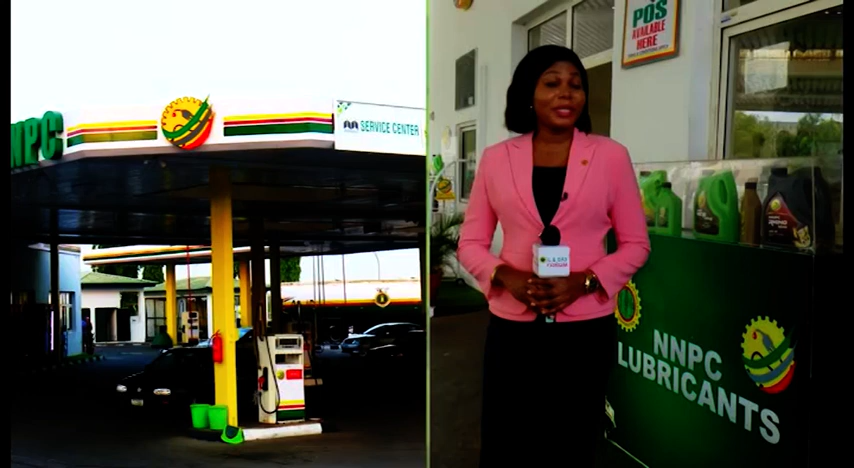 NNPC
SERVICE CENTER
POS
AVAILABLE
HERE
NNPC
LUBRICANTS